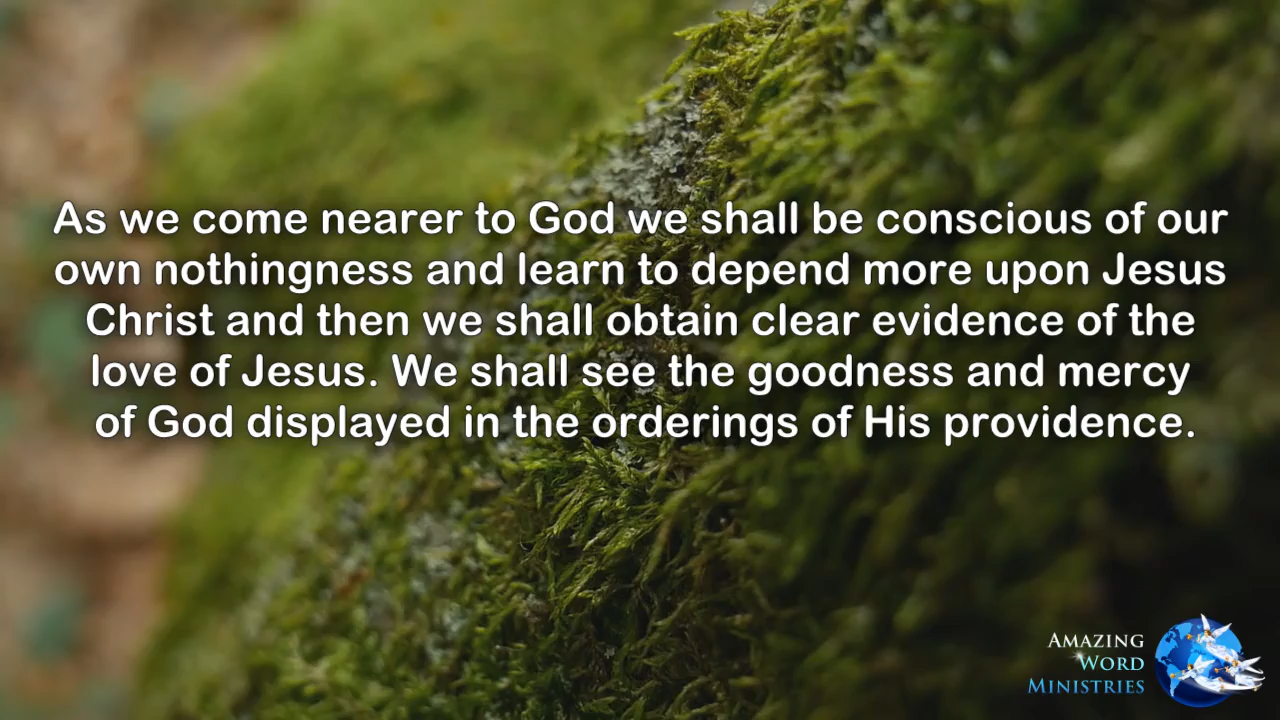 As we come nearer to God we shall be conscious of our
own nothingness and learn to depend more upon Jesus
Christ and then we shall obtain clear evidence of the
love of Jesus. We shall see the goodness and mercy
of God displayed in the orderings of His providence.
AMAZING
WORD
MINISTRIES